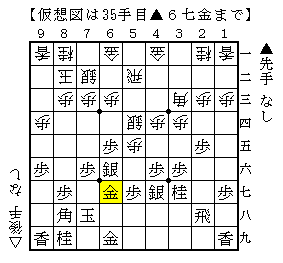 【仮想図は35手目▲６七金まで】
９ ８ ７ ６ ５ ４ ３ ２ １
香 桂 金 金 桂 香 一
玉 銀 飛 二
歩 歩 歩 角 歩 歩 三
歩 銀 歩 歩 四
歩 歩 歩 五
歩 歩 銀 歩 歩 歩 六
歩 金 歩 銀 桂 七
角 玉 飛 八
香 桂 金 香 九
▲先手 なし
△後手 なし